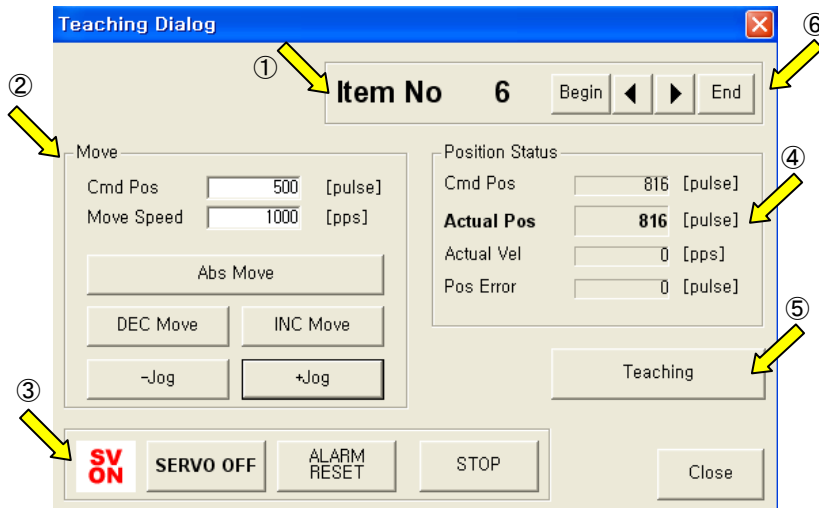 Teaching Dialog
⑥
①
Item No 6 Begin ◀ ▶ End
②
Move
Cmd Pos 500 [pulse]
Move Speed 1000 [pps]
Abs Move
DEC Move INC Move
-Jog +Jog
Position Status
④
Cmd Pos 816 [pulse]
Actual Pos 816 [pulse]
Actual Vel 0 [pps]
Pos Error 0 [pulse]
⑤
Teaching
③
SV
ON
SERVO OFF
ALARM
RESET
STOP
Close